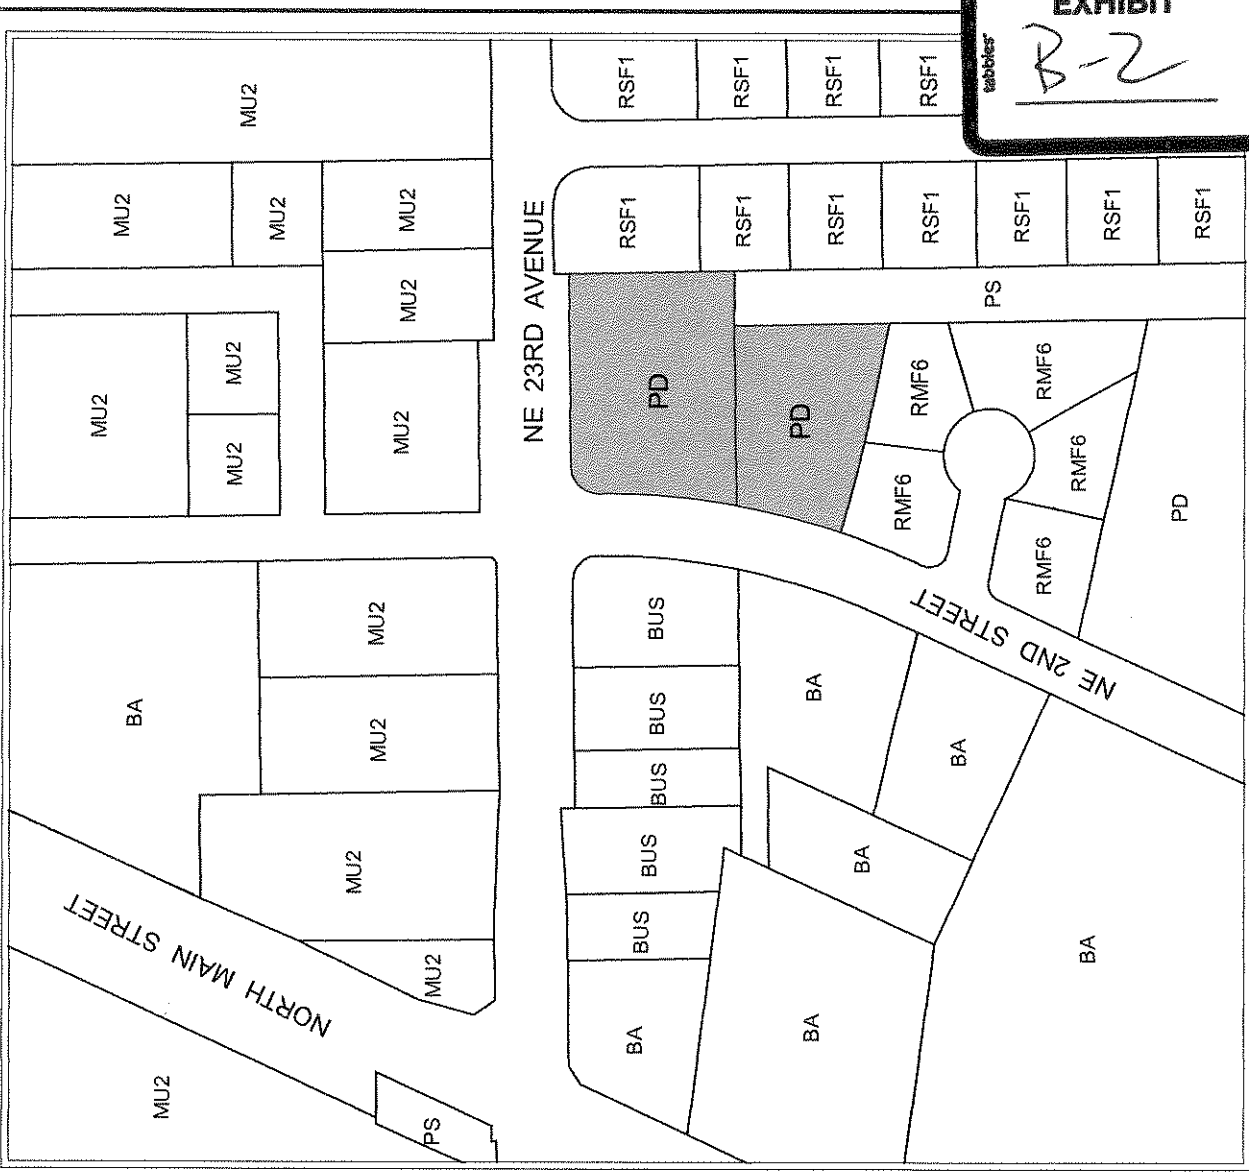 EXHIBIT
tabbies'
B-2
MU2
RSF1
RSF1
RSF1
RSF1
MU2
MU2
MU2
RSF1
RSF1
RSF1
RSF1
RSF1
RSF1
RSF1
MU2
PS
NE 23RD AVENUE
MU2
MU2
MU2
MU2
PD
PD
RMF6
RMF6
RMF6
RMF6
RMF6
PD
BA
MU2
MU2
BUS
BUS
BUS
BUS
BUS
BA
BA
BA
NE 2ND STREET
MU2
MU2
NORTH MAIN STREET
BA
BA
BA
MU2
PS